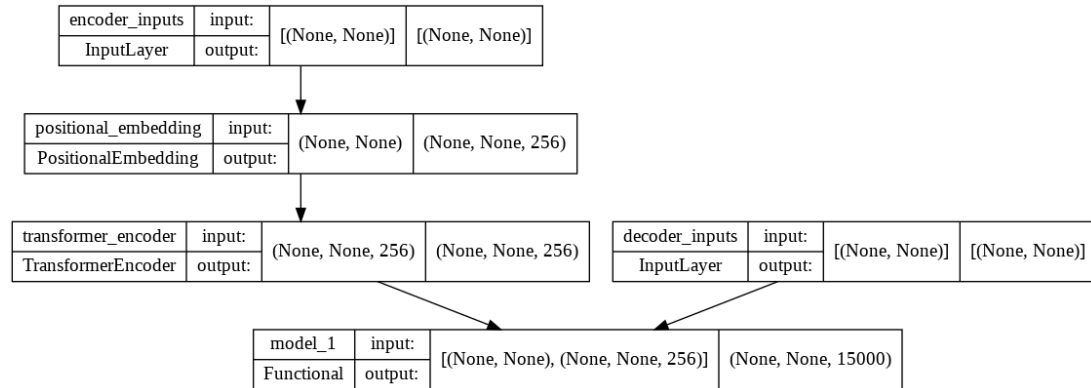 encoder_inputs input: [(None, None)] [(None, None)]
InputLayer output:
positional_embedding input: (None, None) (None, None, 256)
PositionalEmbedding output:
transformer_encoder input: (None, None, 256) (None, None, 256)
TransformerEncoder output:
decoder_inputs input: [(None, None)] [(None, None)]
InputLayer output:
model_1 input: [(None, None), (None, None, 256)] (None, None, 15000)
Functional output: